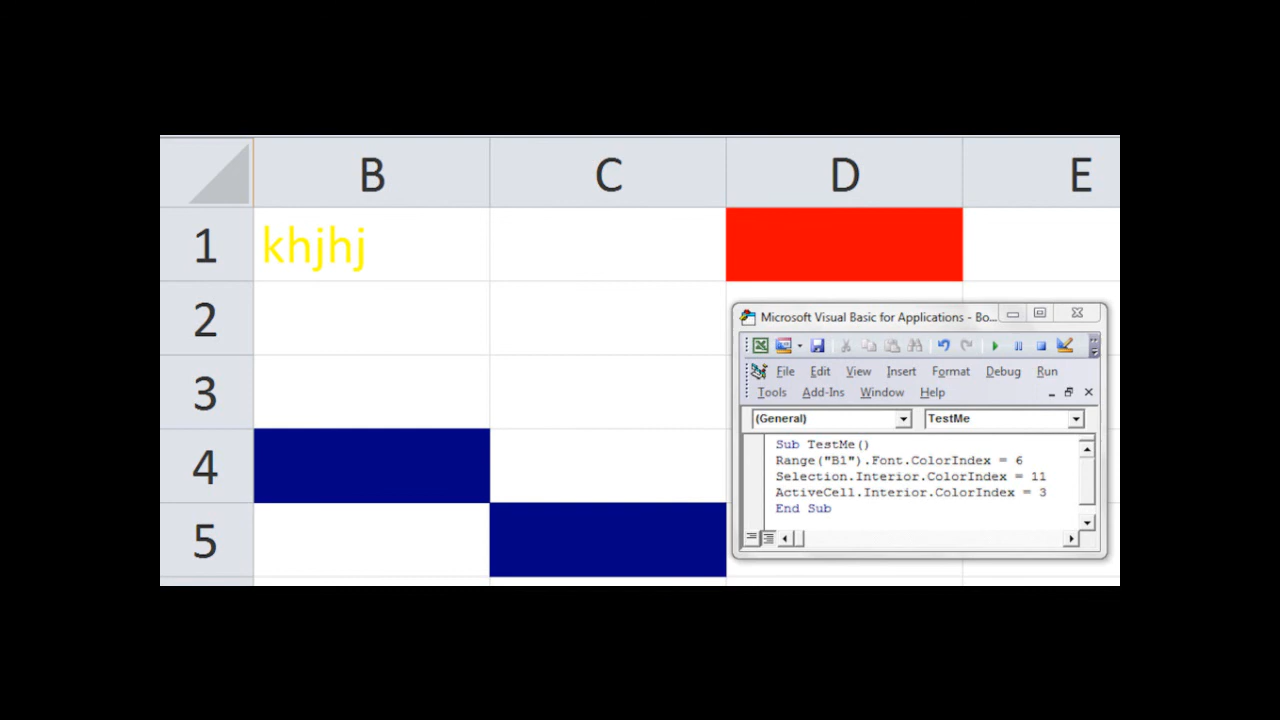 B C D E
1 khjhj
2
3
4
5
Microsoft Visual Basic for Applications - Bo...
File Edit View Insert Format Debug Run
Tools Add-Ins Window Help
(General) TestMe
Sub TestMe()
Range("B1").Font.ColorIndex = 6
Selection.Interior.ColorIndex = 11
ActiveCell.Interior.ColorIndex = 3
End Sub